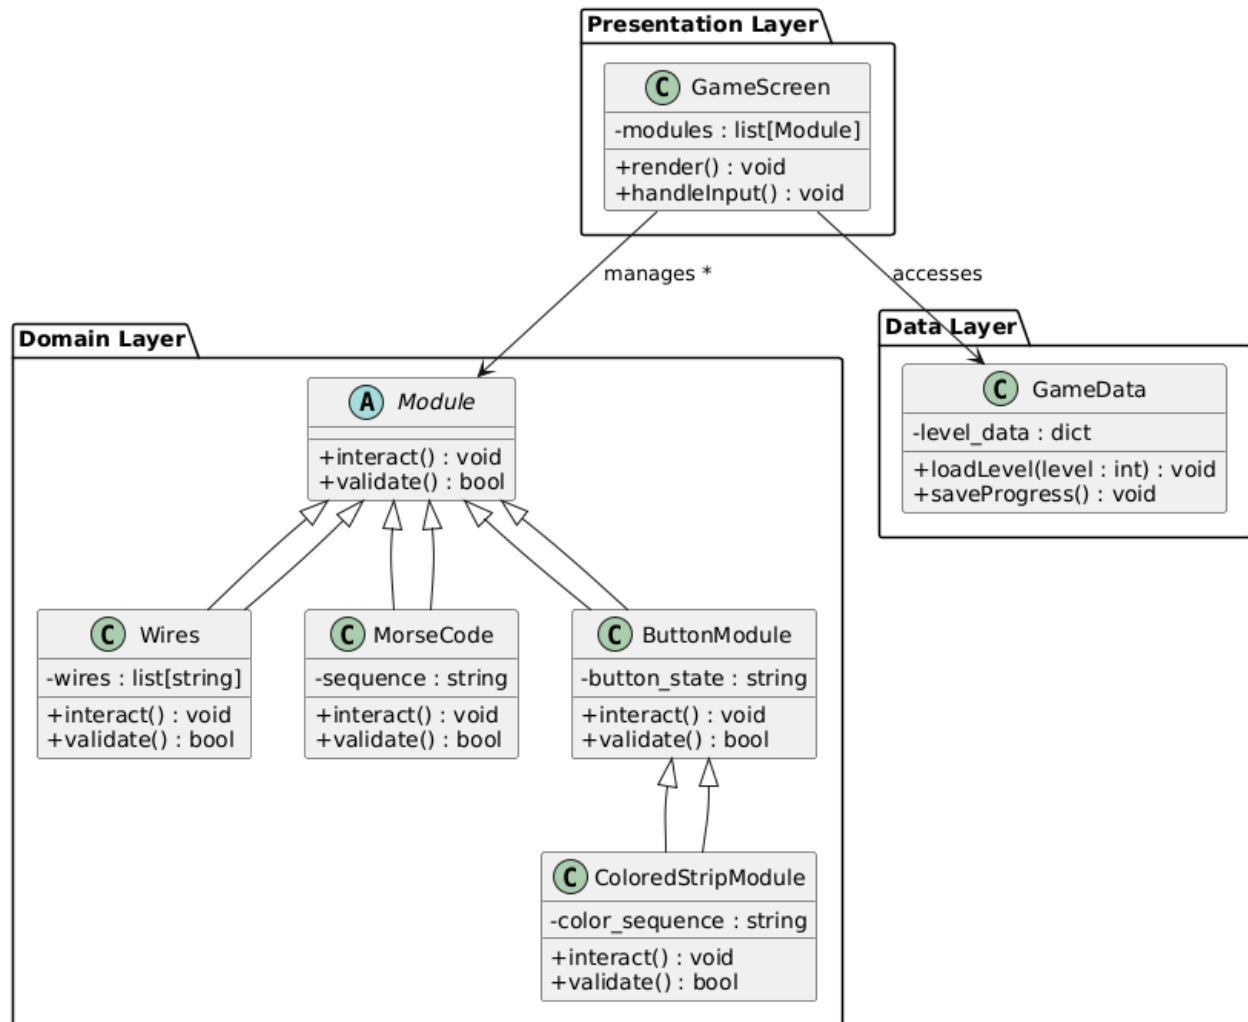 Presentation Layer
C GameScreen
-modules : list[Module]
+render() : void
+handleInput() : void
manages *
accesses
Domain Layer
A Module
+interact() : void
+validate() : bool
Data Layer
C GameData
-level_data : dict
+loadLevel(level : int) : void
+saveProgress() : void
C Wires
-wires : list[string]
+interact() : void
+validate() : bool
C MorseCode
-sequence : string
+interact() : void
+validate() : bool
C ButtonModule
-button_state : string
+interact() : void
+validate() : bool
C ColoredStripModule
-color_sequence : string
+interact() : void
+validate() : bool